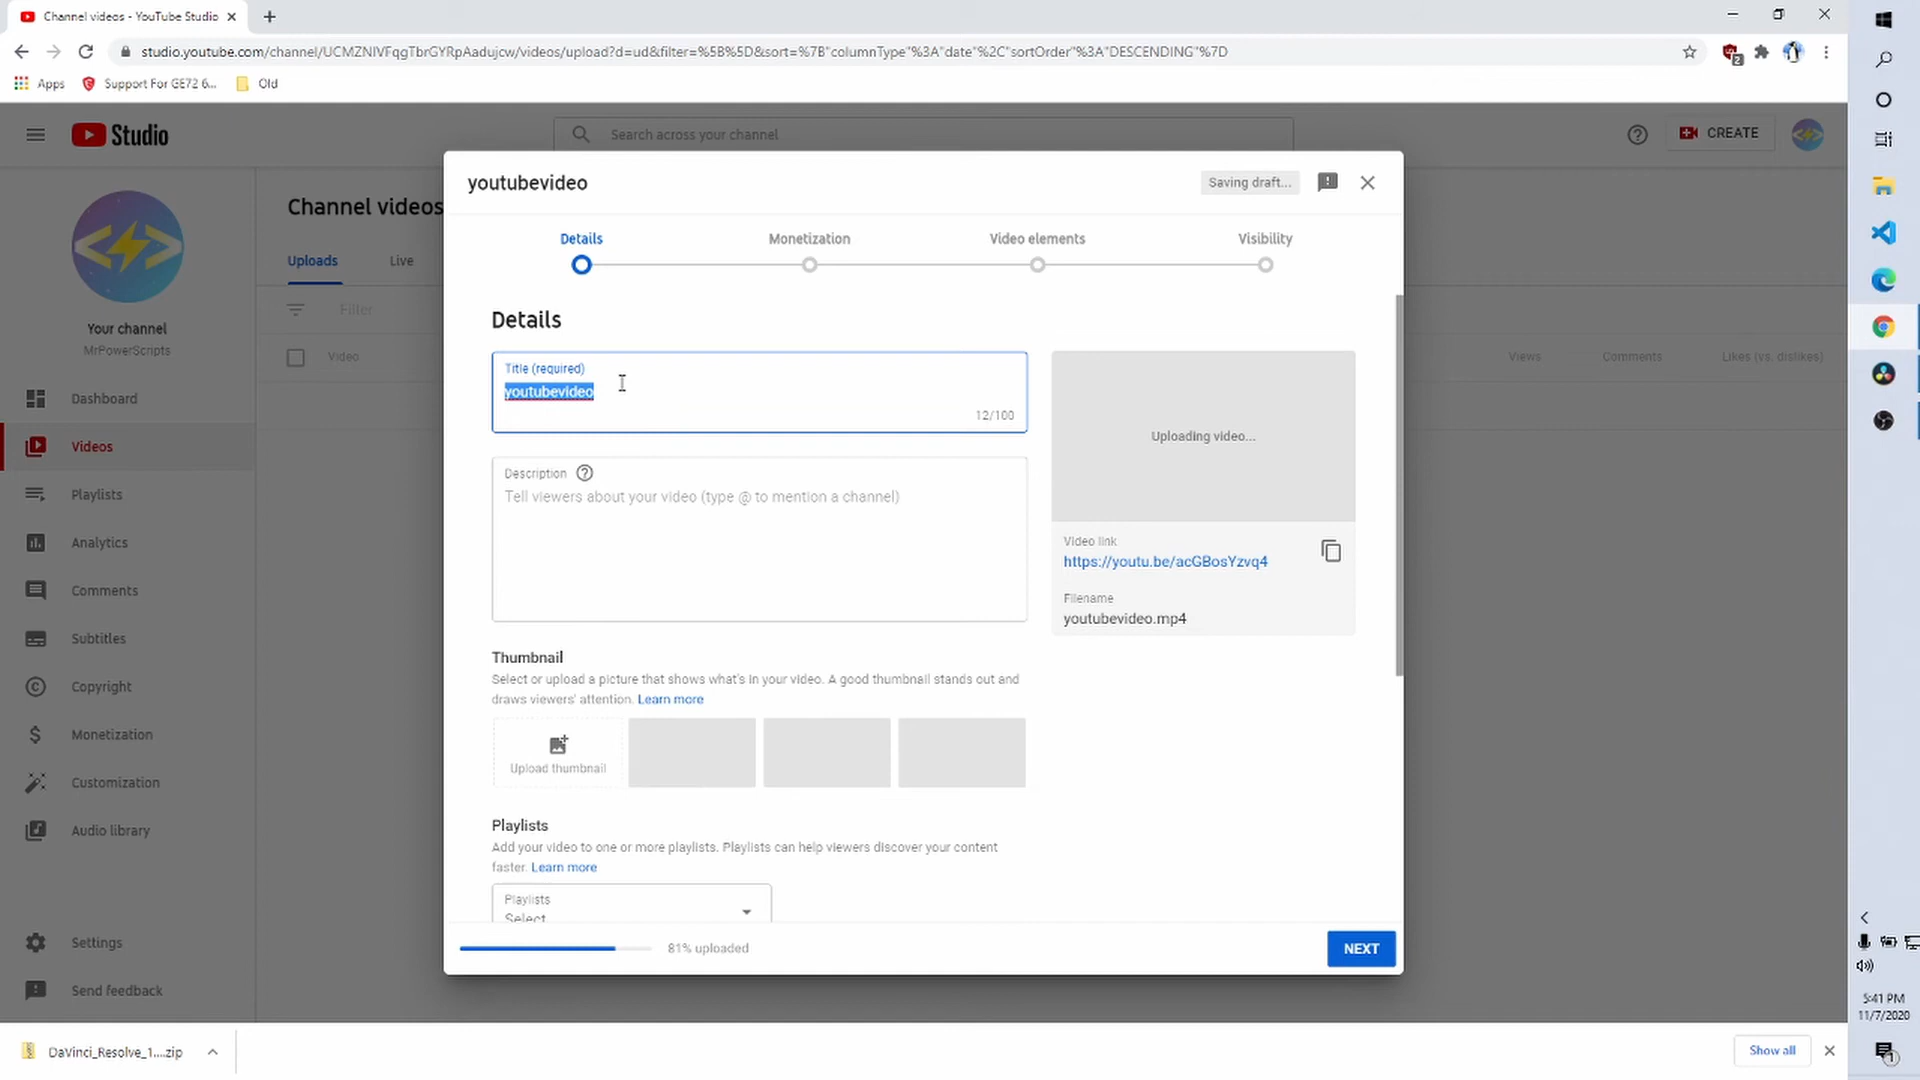 Channel videos - YouTube Studio
studio.youtube.com/channel/UCMZNIVFqgTbrGYRpAadujcw/videos/upload?d=ud&filter=%5B%5D&sort=%7B"columnType"%3A"date"%2C"sortOrder"%3A"DESCENDING"%7D
2
Apps
Support For GE72 6...
Old
Studio
Search across your channel
CREATE
youtubevideo
Saving draft...
Channel videos
Details
Monetization
Video elements
Visibility
Uploads
Live
Filter
Your channel
MrPowerScripts
Video
Views
Comments
Likes (vs. dislikes)
Details
Title (required)
youtubevideo
12/100
Uploading video...
Description
Tell viewers about your video (type @ to mention a channel)
Video link
https://youtu.be/acGBosYzvq4
Filename
youtubevideo.mp4
Thumbnail
Select or upload a picture that shows what's in your video. A good thumbnail stands out and
draws viewers' attention. Learn more
Upload thumbnail
Playlists
Add your video to one or more playlists. Playlists can help viewers discover your content
faster. Learn more
Playlists
Select
81% uploaded
NEXT
Dashboard
Videos
Playlists
Analytics
Comments
Subtitles
Copyright
Monetization
Customization
Audio library
Settings
Send feedback
5:41 PM
11/7/2020
DaVinci_Resolve_1....zip
Show all
1